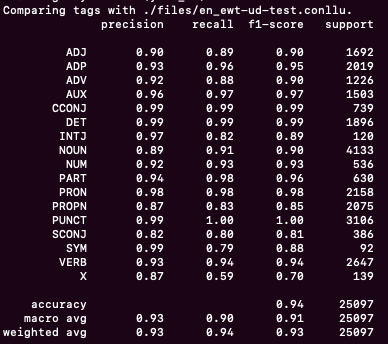 Comparing tags with ./files/en_ewt-ud-test.conllu.
precision recall f1-score support
ADJ 0.90 0.89 0.90 1692
ADP 0.93 0.96 0.95 2019
ADV 0.92 0.88 0.90 1226
AUX 0.96 0.97 0.97 1503
CCONJ 0.99 0.99 0.99 739
DET 0.99 0.99 0.99 1896
INTJ 0.97 0.82 0.89 120
NOUN 0.89 0.91 0.90 4133
NUM 0.92 0.93 0.93 536
PART 0.94 0.98 0.96 630
PRON 0.98 0.98 0.98 2158
PROPN 0.87 0.83 0.85 2075
PUNCT 0.99 1.00 1.00 3106
SCONJ 0.82 0.80 0.81 386
SYM 0.99 0.79 0.88 92
VERB 0.93 0.94 0.94 2647
X 0.87 0.59 0.70 139
accuracy 0.94 25097
macro avg 0.93 0.90 0.91 25097
weighted avg 0.93 0.94 0.93 25097